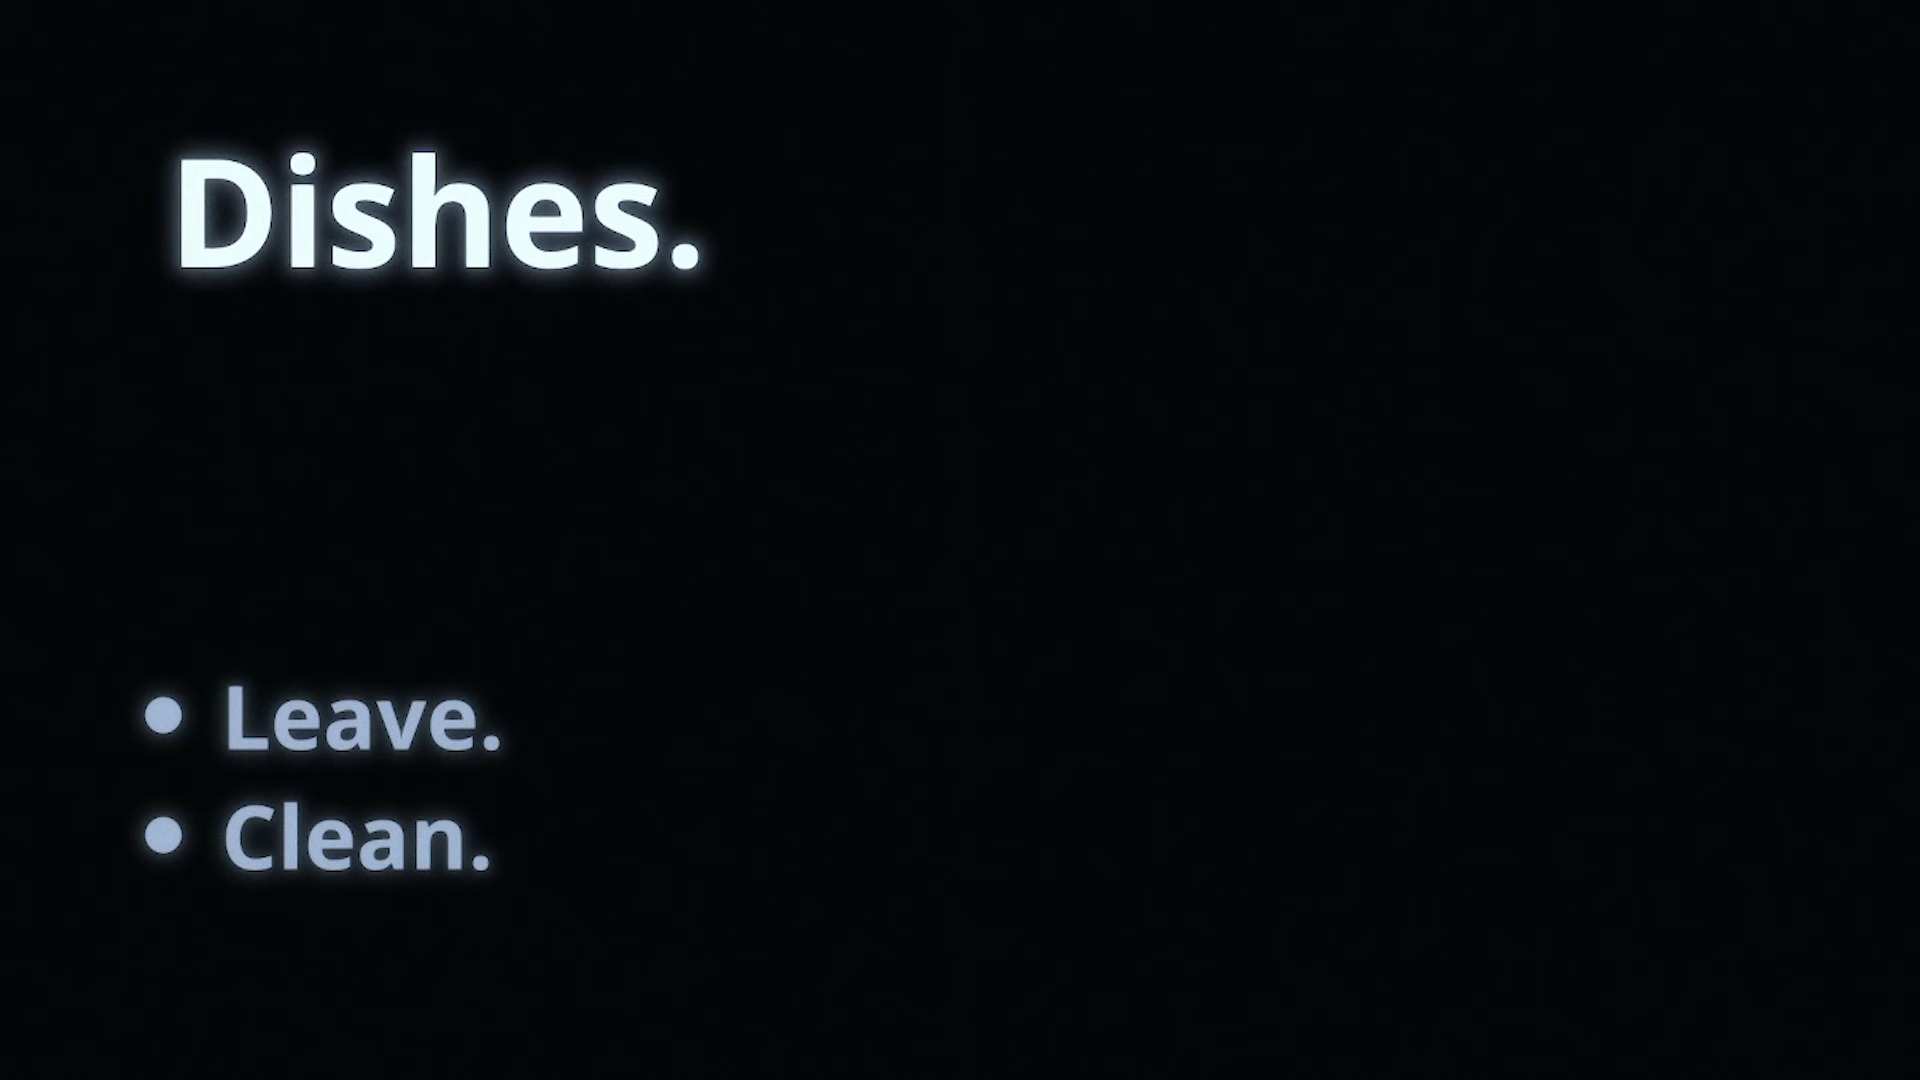 Dishes.
• Leave.
• Clean.